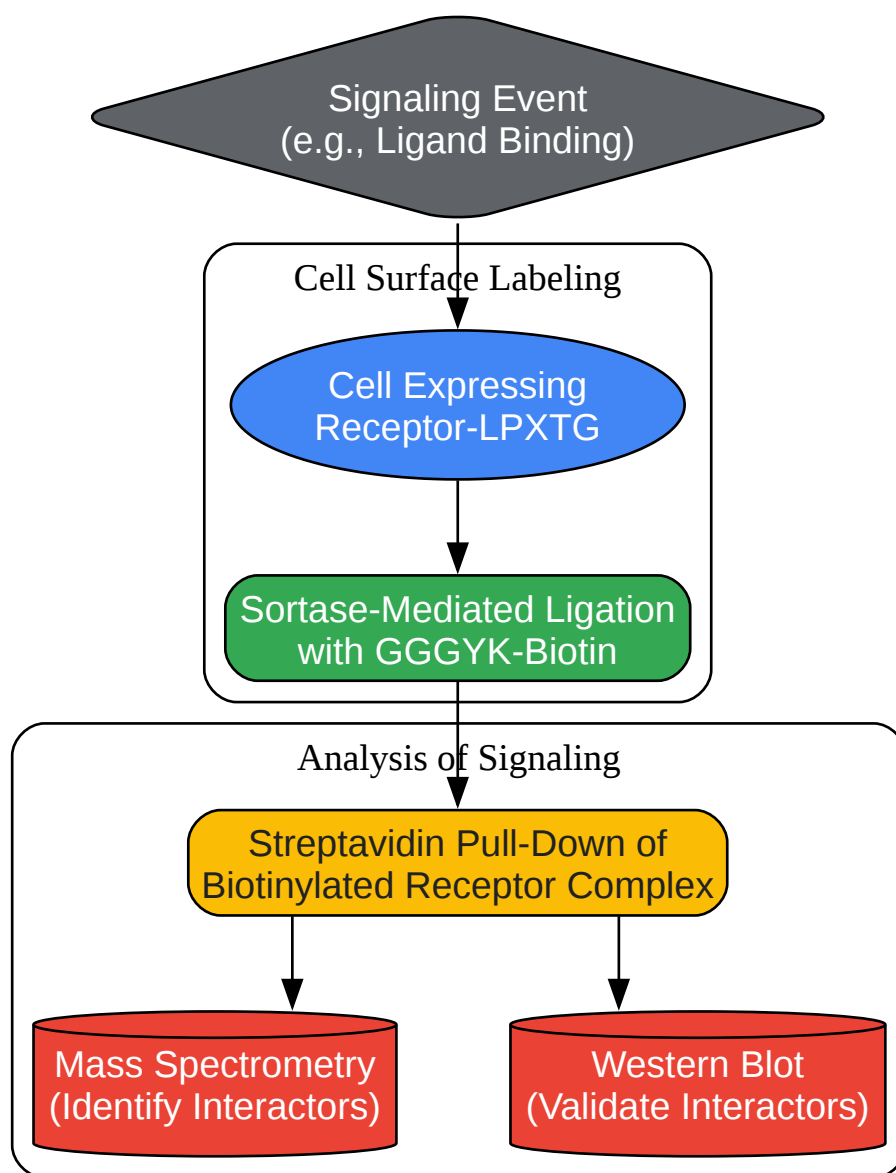 Signaling Event
(e.g., Ligand Binding)
Cell Surface Labeling
Cell Expressing
Receptor-LPXTG
Sortase-Mediated Ligation
with GGGYK-Biotin
Analysis of Signaling
Streptavidin Pull-Down of
Biotinylated Receptor Complex
Mass Spectrometry
(Identify Interactors)
Western Blot
(Validate Interactors)